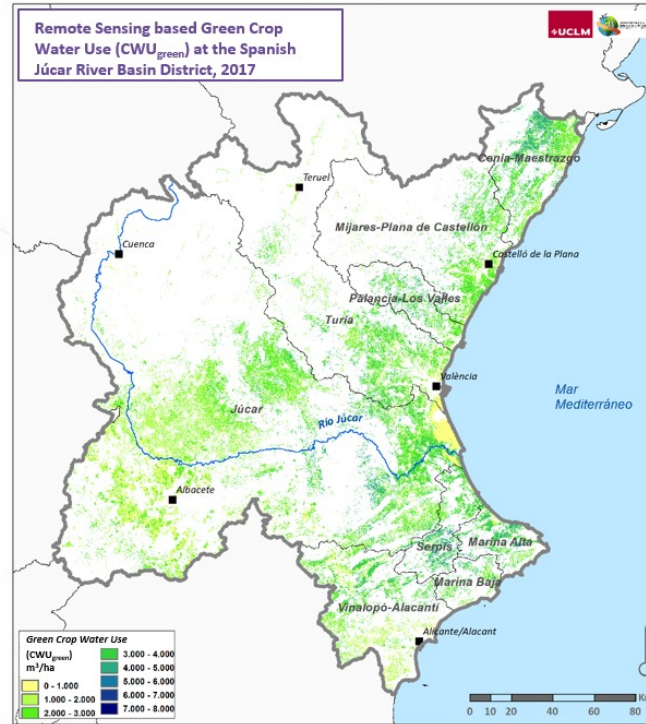 Remote Sensing based Green Crop
Water Use (CWUgreen) at the Spanish
Júcar River Basin District, 2017
UCLM
Cenia-Maestrazgo
Teruel
Mijares-Plana de Castellón
Cuenca
Castelló de la Plana
Palancia-Los Valles
Turia
València
Mar
Mediterráneo
Júcar
Río Júcar
Albacete
Serpis
Marina Alta
Marina Baja
Vinalopó-Alacantí
Alicante/Alacant
Green Crop Water Use
(CWUgreen)
m³/ha
0 - 1.000
1.000 - 2.000
2.000 - 3.000
3.000 - 4.000
4.000 - 5.000
5.000 - 6.000
6.000 - 7.000
7.000 - 8.000
0 10 20 40 60 80